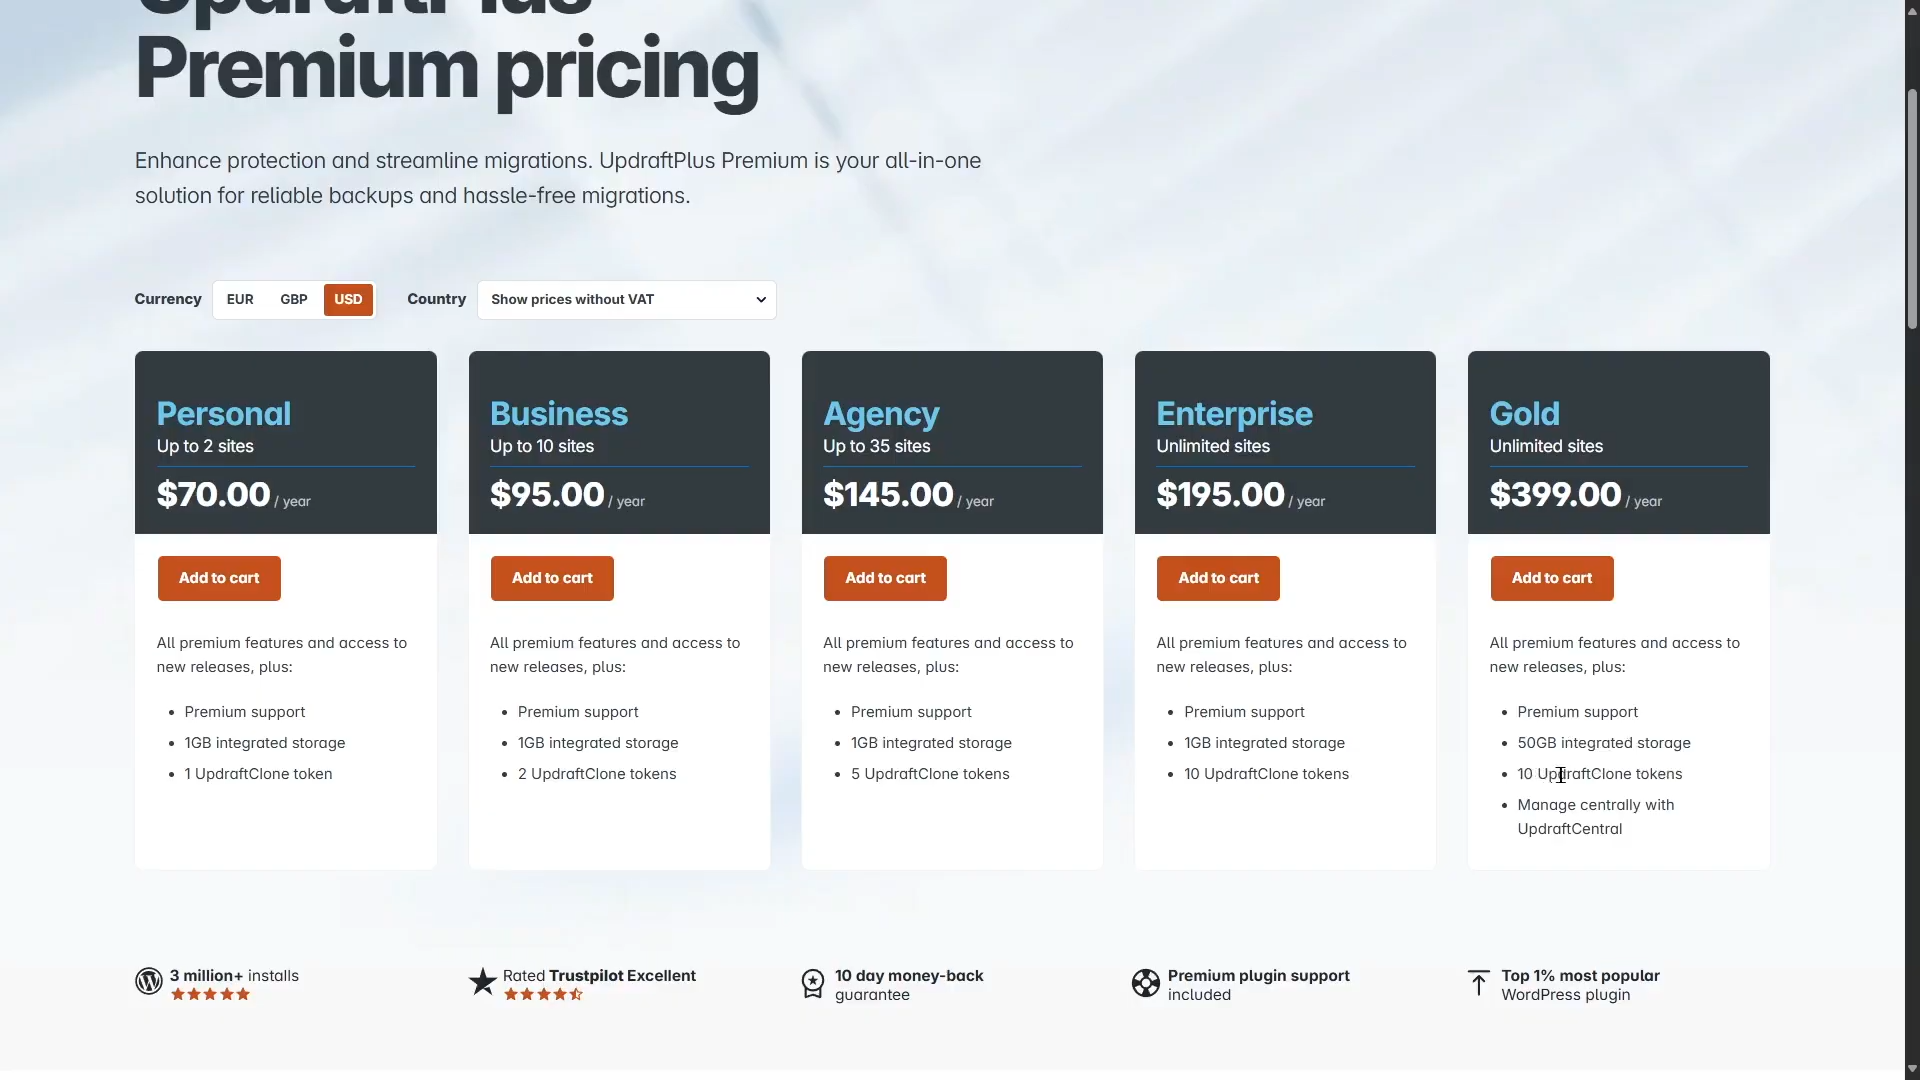 UpdraftPlus
Premium pricing
Enhance protection and streamline migrations. UpdraftPlus Premium is your all-in-one
solution for reliable backups and hassle-free migrations.
Currency EUR GBP USD Country Show prices without VAT
Personal
Up to 2 sites
$70.00 / year
Add to cart
All premium features and access to
new releases, plus:
• Premium support
• 1GB integrated storage
• 1 UpdraftClone token
Business
Up to 10 sites
$95.00 / year
Add to cart
All premium features and access to
new releases, plus:
• Premium support
• 1GB integrated storage
• 2 UpdraftClone tokens
Agency
Up to 35 sites
$145.00 / year
Add to cart
All premium features and access to
new releases, plus:
• Premium support
• 1GB integrated storage
• 5 UpdraftClone tokens
Enterprise
Unlimited sites
$195.00 / year
Add to cart
All premium features and access to
new releases, plus:
• Premium support
• 1GB integrated storage
• 10 UpdraftClone tokens
Gold
Unlimited sites
$399.00 / year
Add to cart
All premium features and access to
new releases, plus:
• Premium support
• 50GB integrated storage
• 10 UpdraftClone tokens
• Manage centrally with
UpdraftCentral
3 million+ installs
Rated Trustpilot Excellent
10 day money-back
guarantee
Premium plugin support
included
Top 1% most popular
WordPress plugin